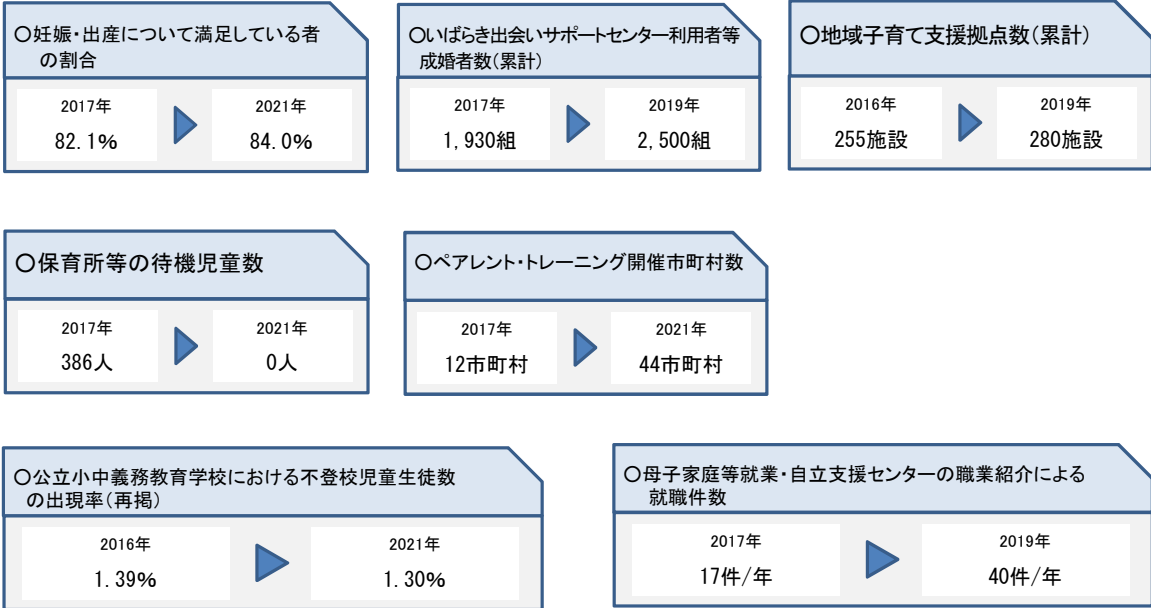 〇妊娠・出産について満足している者
の割合
2017年
82.1%
2021年
84.0%
〇いばらき出会いサポートセンター利用者等
成婚者数(累計)
2017年
1,930組
2019年
2,500組
〇地域子育て支援拠点数(累計)
2016年
255施設
2019年
280施設
〇保育所等の待機児童数
2017年
386人
2021年
0人
〇ペアレント・トレーニング開催市町村数
2017年
12市町村
2021年
44市町村
〇公立小中義務教育学校における不登校児童生徒数
の出現率(再掲)
2016年
1.39%
2021年
1.30%
〇母子家庭等就業・自立支援センターの職業紹介による
就職件数
2017年
17件/年
2019年
40件/年